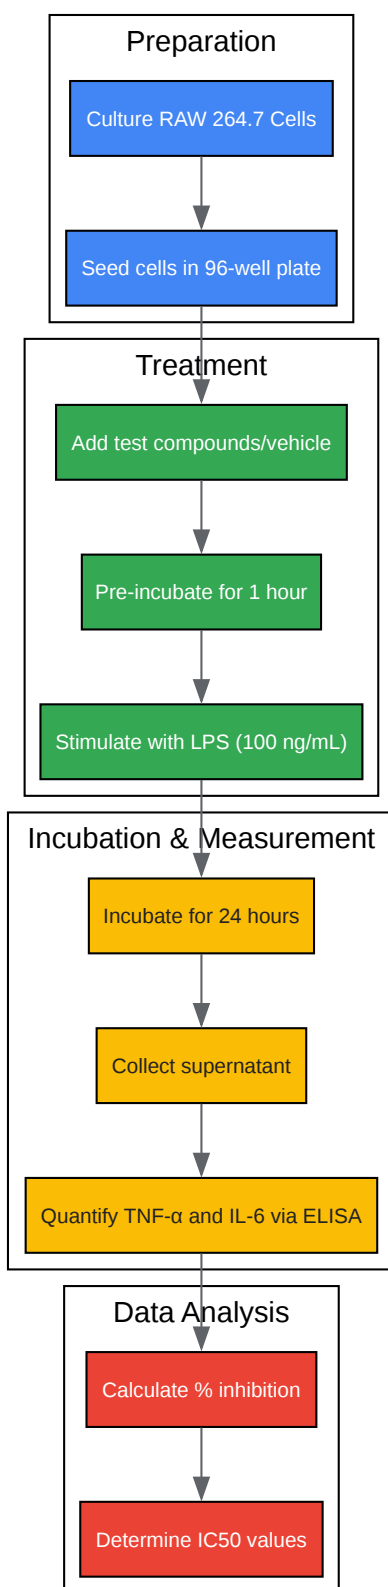 Preparation
Culture RAW 264.7 Cells
Seed cells in 96-well plate
Treatment
Add test compounds/vehicle
Pre-incubate for 1 hour
Stimulate with LPS (100 ng/mL)
Incubation & Measurement
Incubate for 24 hours
Collect supernatant
Quantify TNF-α and IL-6 via ELISA
Data Analysis
Calculate % inhibition
Determine IC50 values